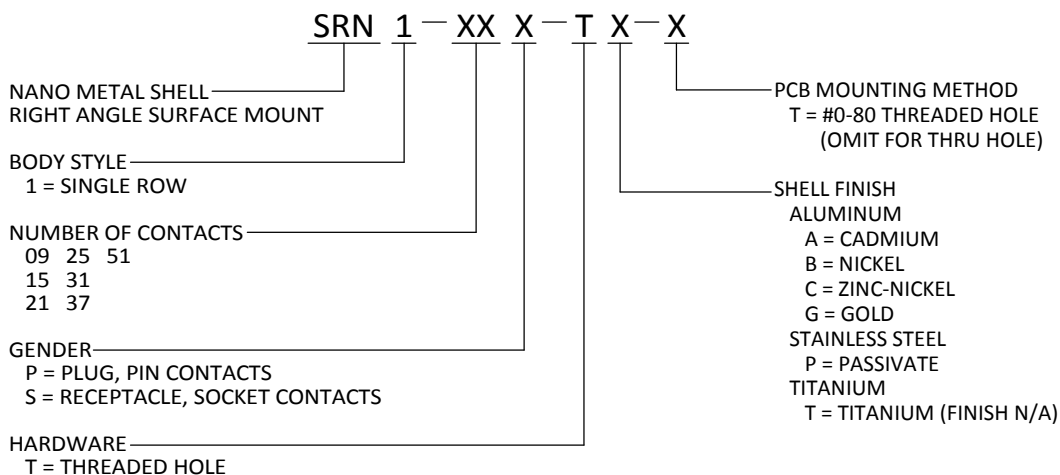 SRN 1 — XX X — T X — X
NANO METAL SHELL
RIGHT ANGLE SURFACE MOUNT
BODY STYLE
1 = SINGLE ROW
NUMBER OF CONTACTS
09 25 51
15 31
21 37
GENDER
P = PLUG, PIN CONTACTS
S = RECEPTACLE, SOCKET CONTACTS
HARDWARE
T = THREADED HOLE
PCB MOUNTING METHOD
T = #0-80 THREADED HOLE
(OMIT FOR THRU HOLE)
SHELL FINISH
ALUMINUM
A = CADMIUM
B = NICKEL
C = ZINC-NICKEL
G = GOLD
STAINLESS STEEL
P = PASSIVATE
TITANIUM
T = TITANIUM (FINISH N/A)